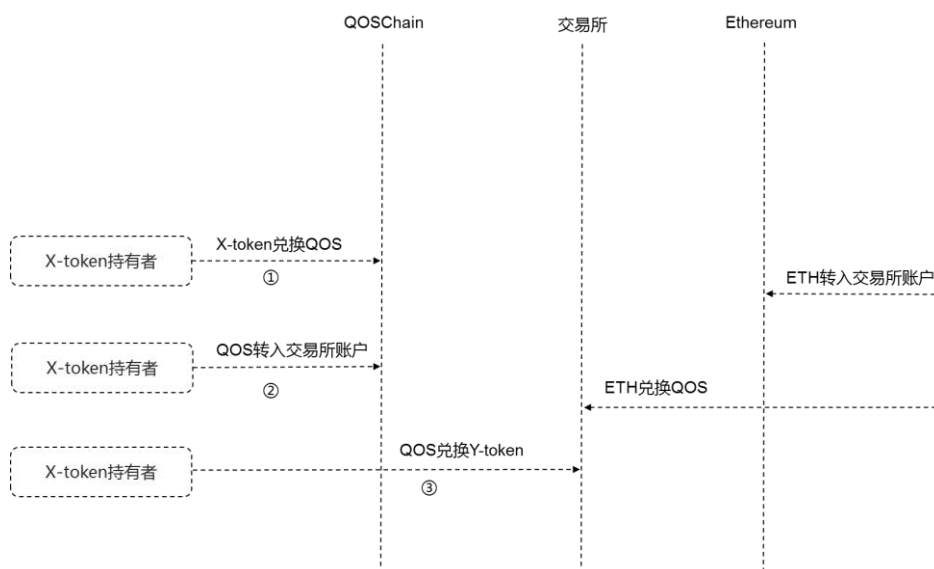 QOSChain
交易所
Ethereum
X-token持有者
X-token兑换QOS
①
ETH转入交易所账户
X-token持有者
QOS转入交易所账户
②
ETH兑换QOS
X-token持有者
QOS兑换Y-token
③